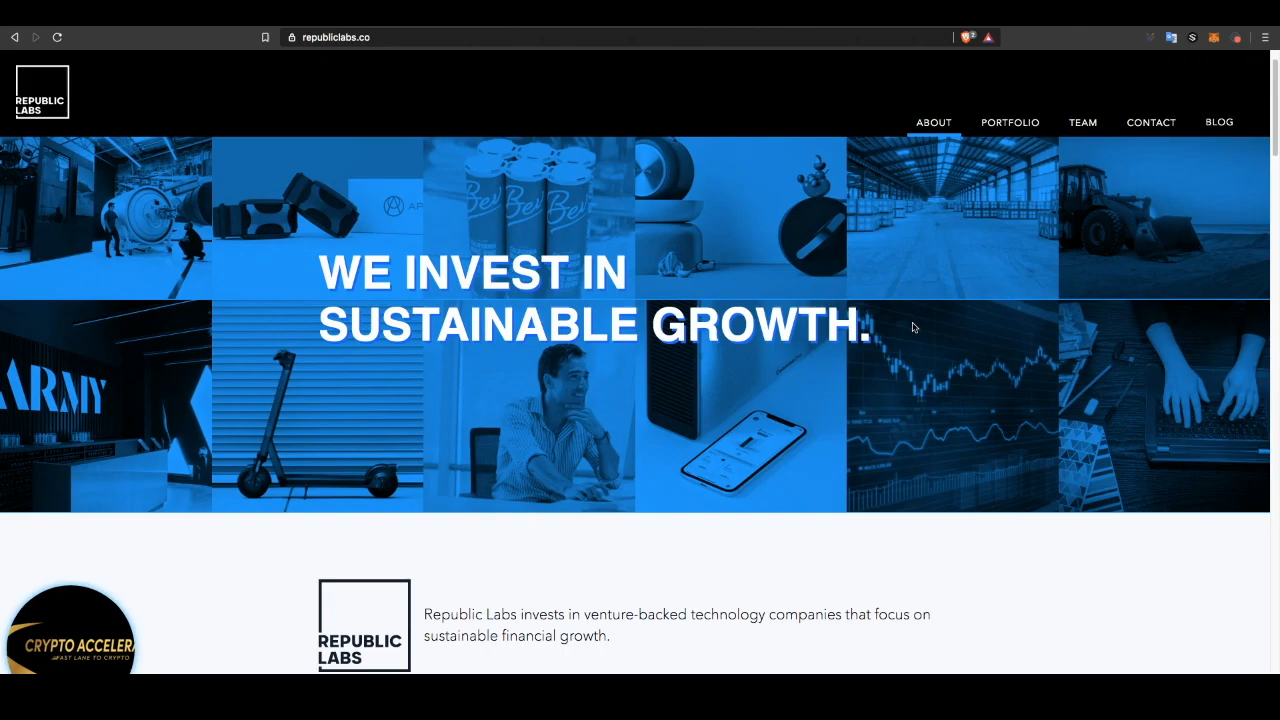 republiclabs.co
2
REPUBLIC
LABS
ABOUT
PORTFOLIO
TEAM
CONTACT
BLOG
WE INVEST IN
SUSTAINABLE GROWTH.
ARMY
AP
Bev Bev Bev
REPUBLIC
LABS
Republic Labs invests in venture-backed technology companies that focus on
sustainable financial growth.
CRYPTO ACCELERA
FAST LANE TO CRYPTO